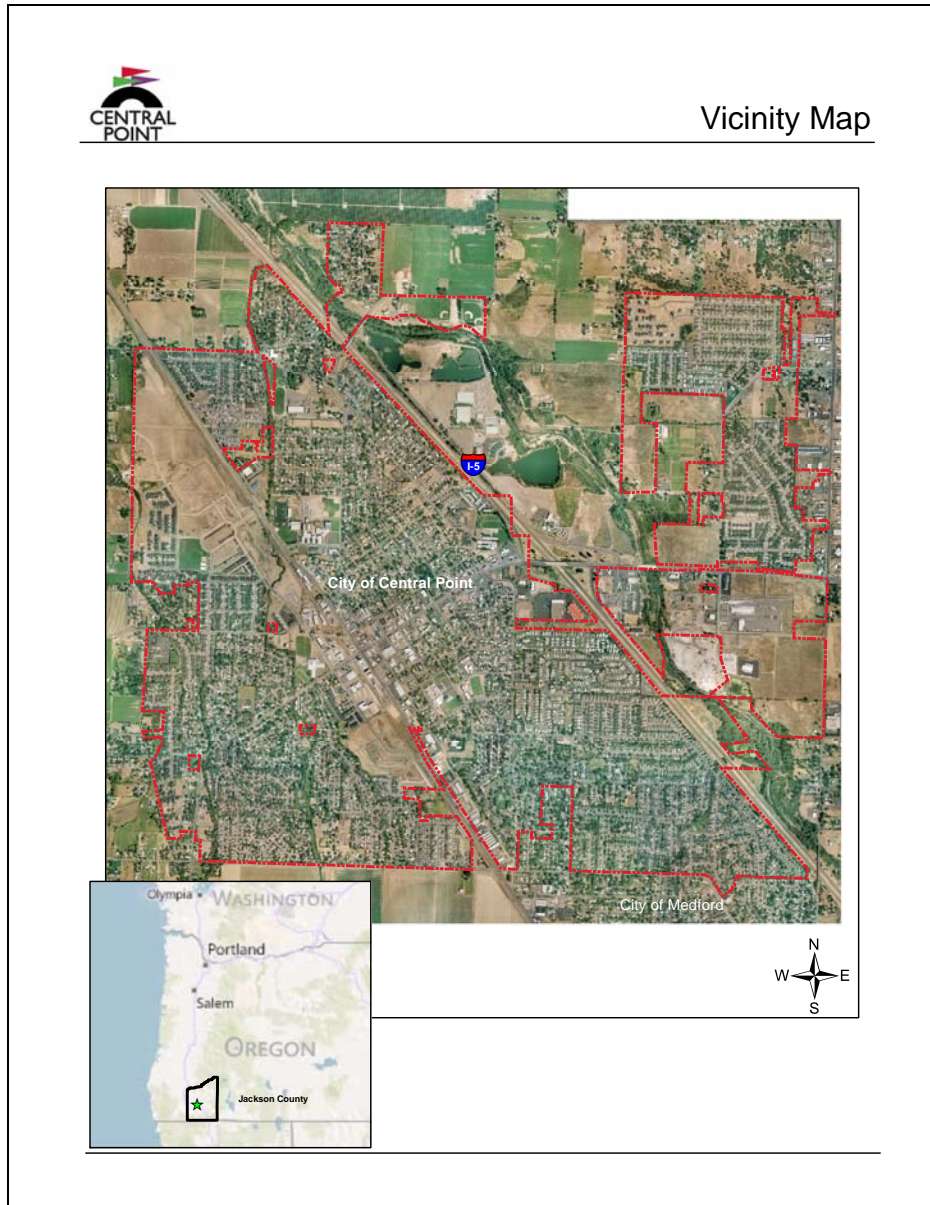 CENTRAL
POINT
Vicinity Map
I-5
City of Central Point
City of Medford
Olympia
WASHINGTON
Portland
Salem
OREGON
Jackson County
N
W
E
S